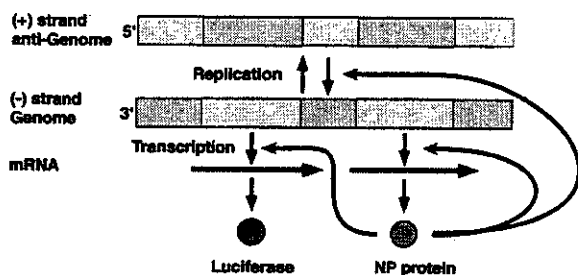 (+) strand
anti-Genome
5'
Replication
(-) strand
Genome
3'
Transcription
mRNA
Luciferase
NP protein